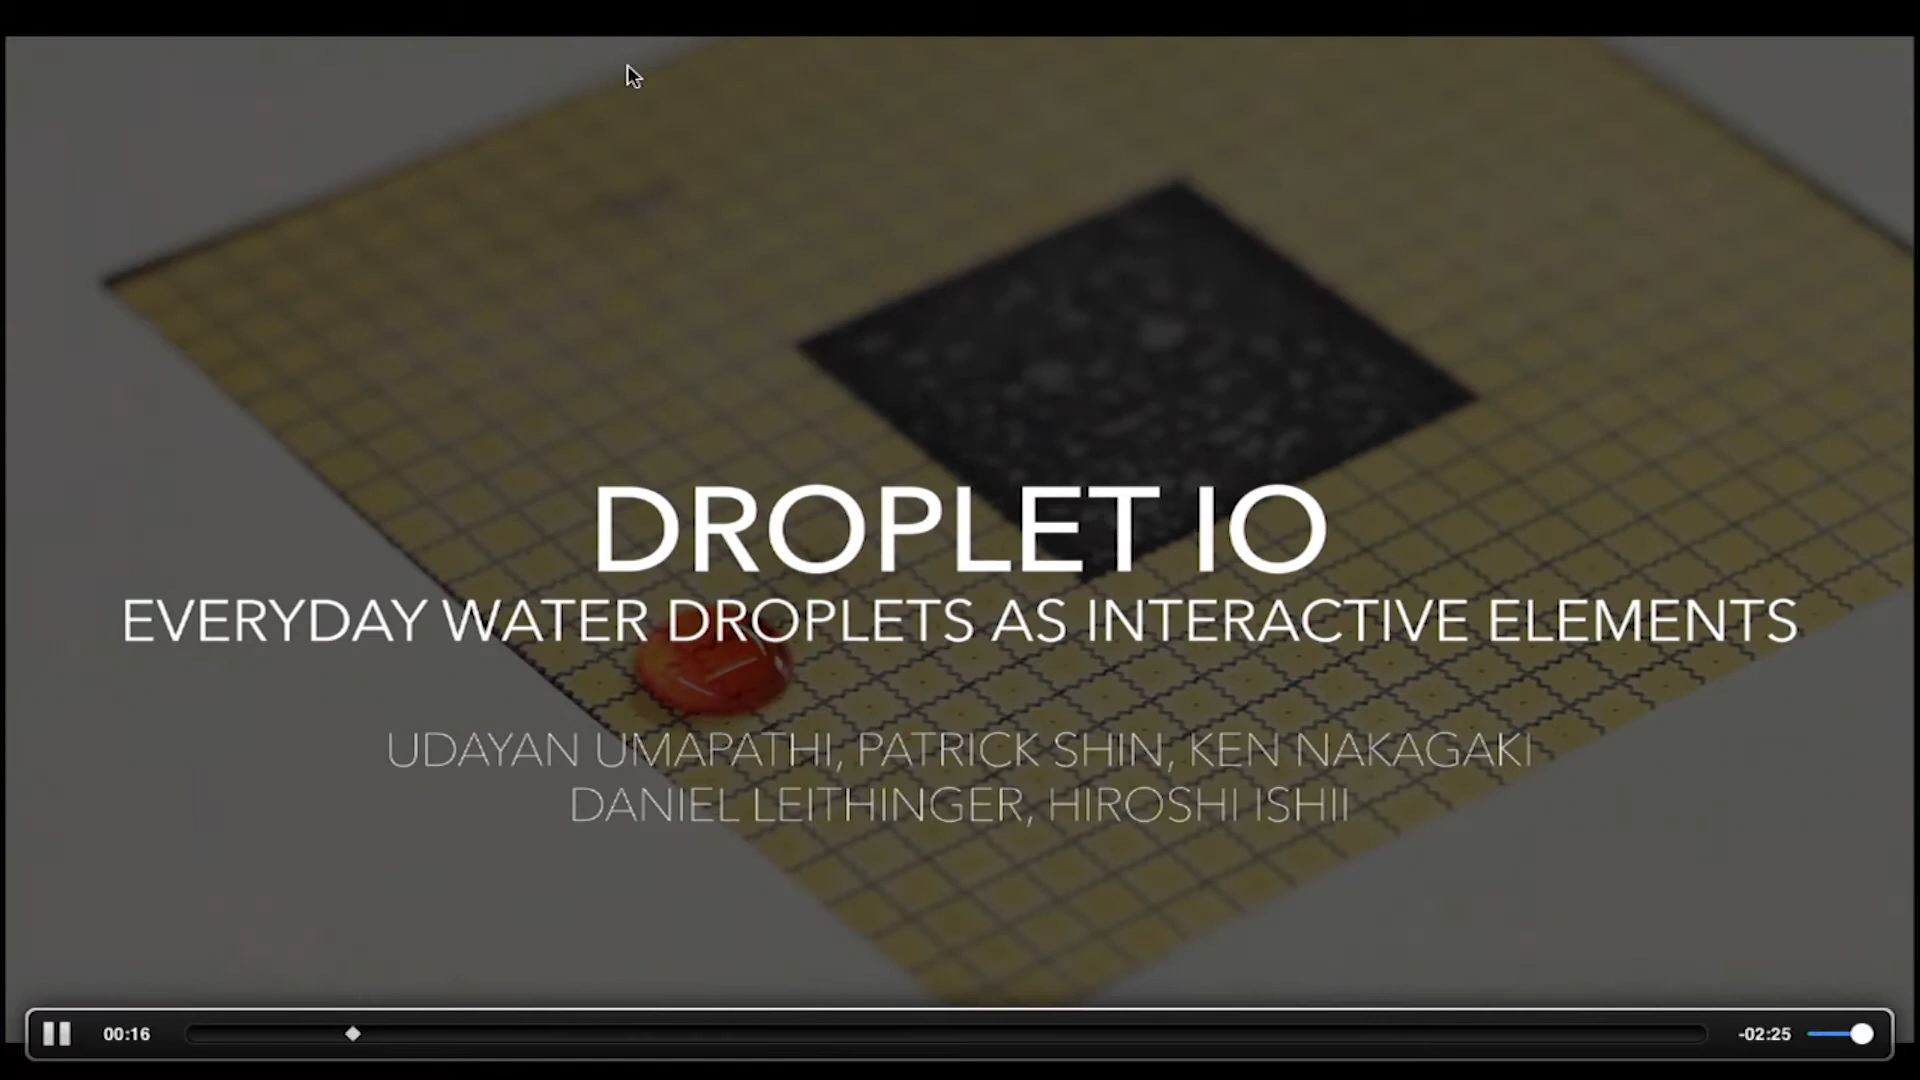 DROPLET IO
EVERYDAY WATER DROPLETS AS INTERACTIVE ELEMENTS
UDAYAN UMAPATHI, PATRICK SHIN, KEN NAKAGAKI
DANIEL LEITHINGER, HIROSHI ISHII
00:16
-02:25